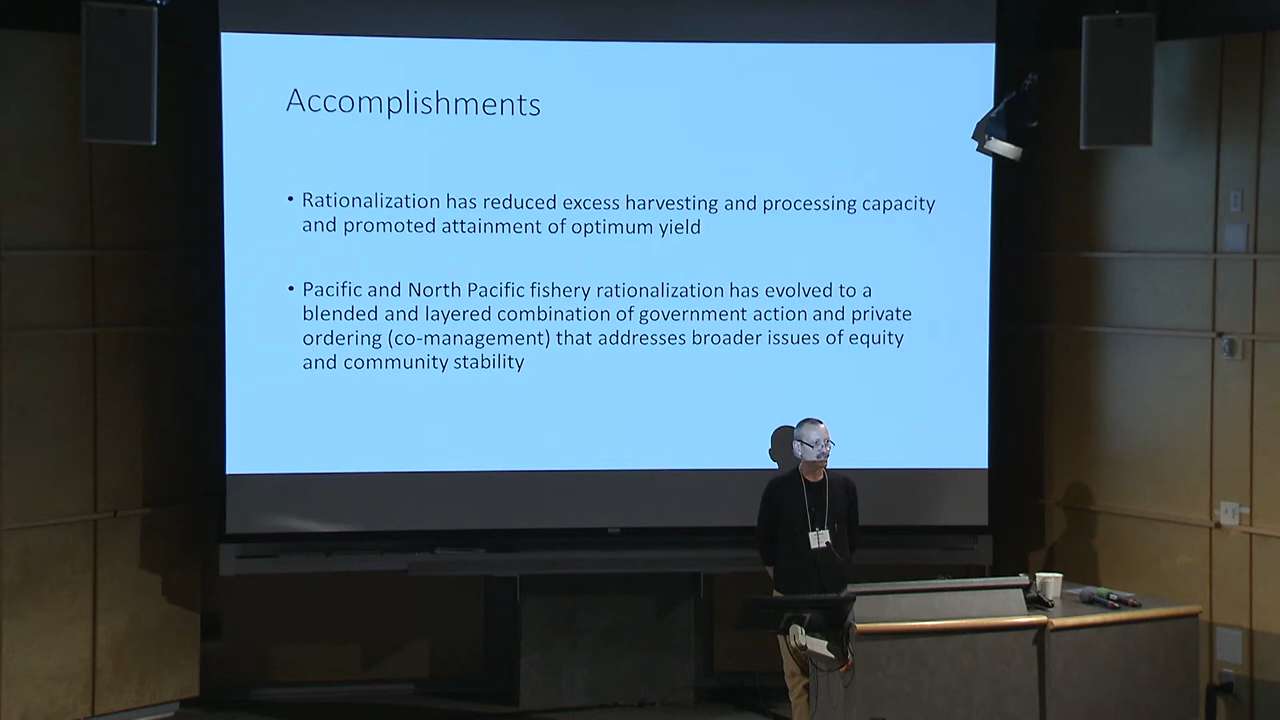 Accomplishments
• Rationalization has reduced excess harvesting and processing capacity
and promoted attainment of optimum yield
• Pacific and North Pacific fishery rationalization has evolved to a
blended and layered combination of government action and private
ordering (co-management) that addresses broader issues of equity
and community stability